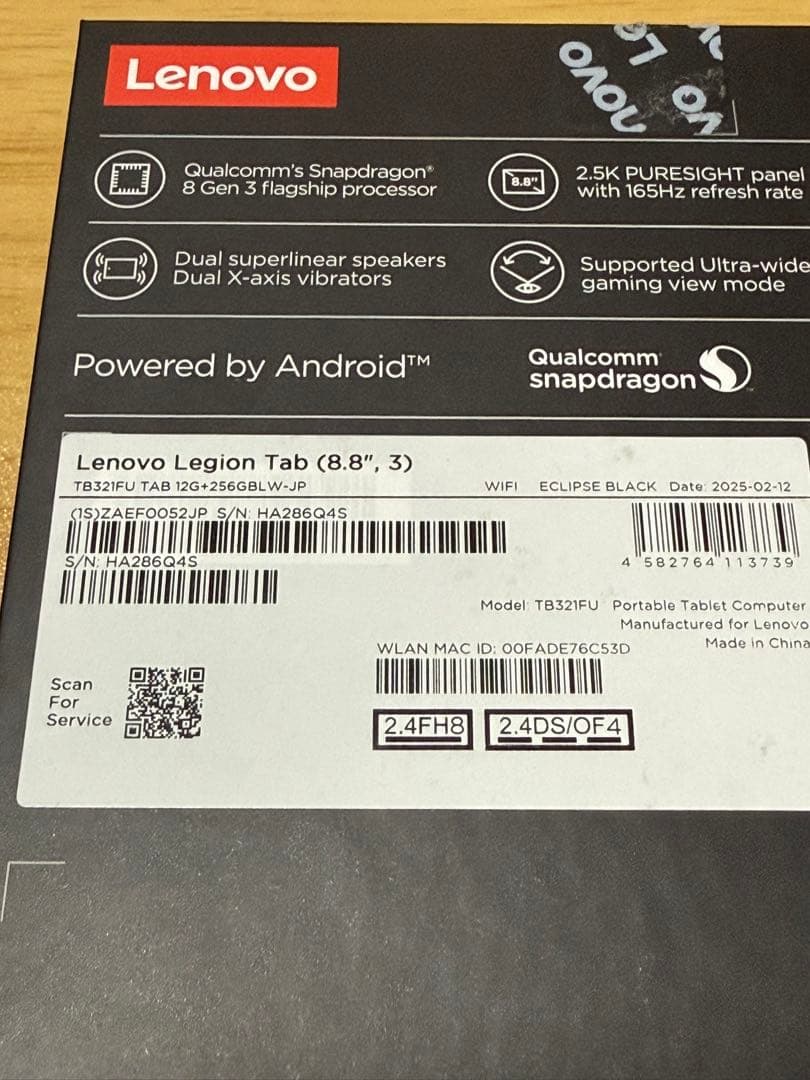 Lenovo
Qualcomm's Snapdragon®
8 Gen 3 flagship processor
8.8"
2.5K PURESIGHT panel
with 165Hz refresh rate
Dual superlinear speakers
Dual X-axis vibrators
Supported Ultra-wide
gaming view mode
Powered by Android™
Qualcomm
snapdragon
Lenovo Legion Tab (8.8", 3)
TB321FU TAB 12G+256GBLW-JP WIFI ECLIPSE BLACK Date: 2025-02-12
(1S)ZAEF0052JP S/N: HA286Q4S
S/N: HA286Q4S
4 582764 113739
Model: TB321FU Portable Tablet Computer
Manufactured for Lenovo
Made in China
WLAN MAC ID: 00FADE76C53D
Scan
For
Service
2.4FH8 2.4DS/OF4